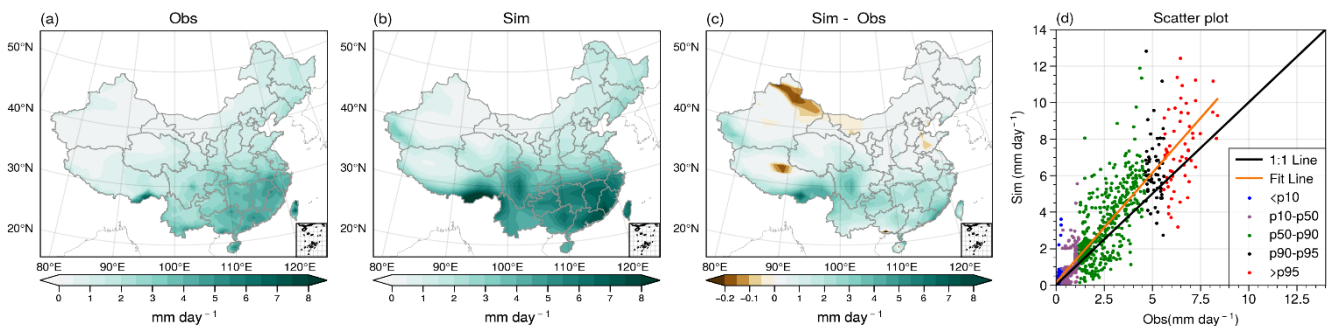 (a) Obs
50°N
40°N
30°N
20°N
80°E 90°E 100°E 110°E 120°E
0 1 2 3 4 5 6 7 8
mm day⁻¹
(b) Sim
50°N
40°N
30°N
20°N
80°E 90°E 100°E 110°E 120°E
0 1 2 3 4 5 6 7 8
mm day⁻¹
(c) Sim - Obs
50°N
40°N
30°N
20°N
80°E 90°E 100°E 110°E 120°E
−0.2 −0.1 0 1 2 3 4 5 6 7 8
mm day⁻¹
(d) Scatter plot
Sim (mm day⁻¹)
14
12
10
8
6
4
2
0
1:1 Line
Fit Line
<p10
p10-p50
p50-p90
p90-p95
>p95
0 2.5 5 7.5 10 12.5
Obs(mm day⁻¹)